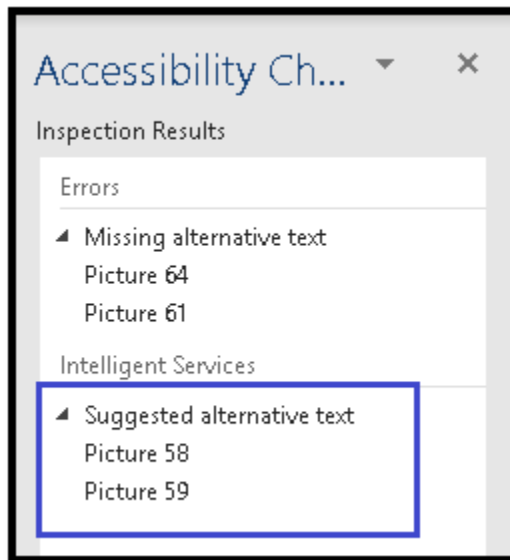 Accessibility Ch...
Inspection Results
Errors
Missing alternative text
Picture 64
Picture 61
Intelligent Services
Suggested alternative text
Picture 58
Picture 59